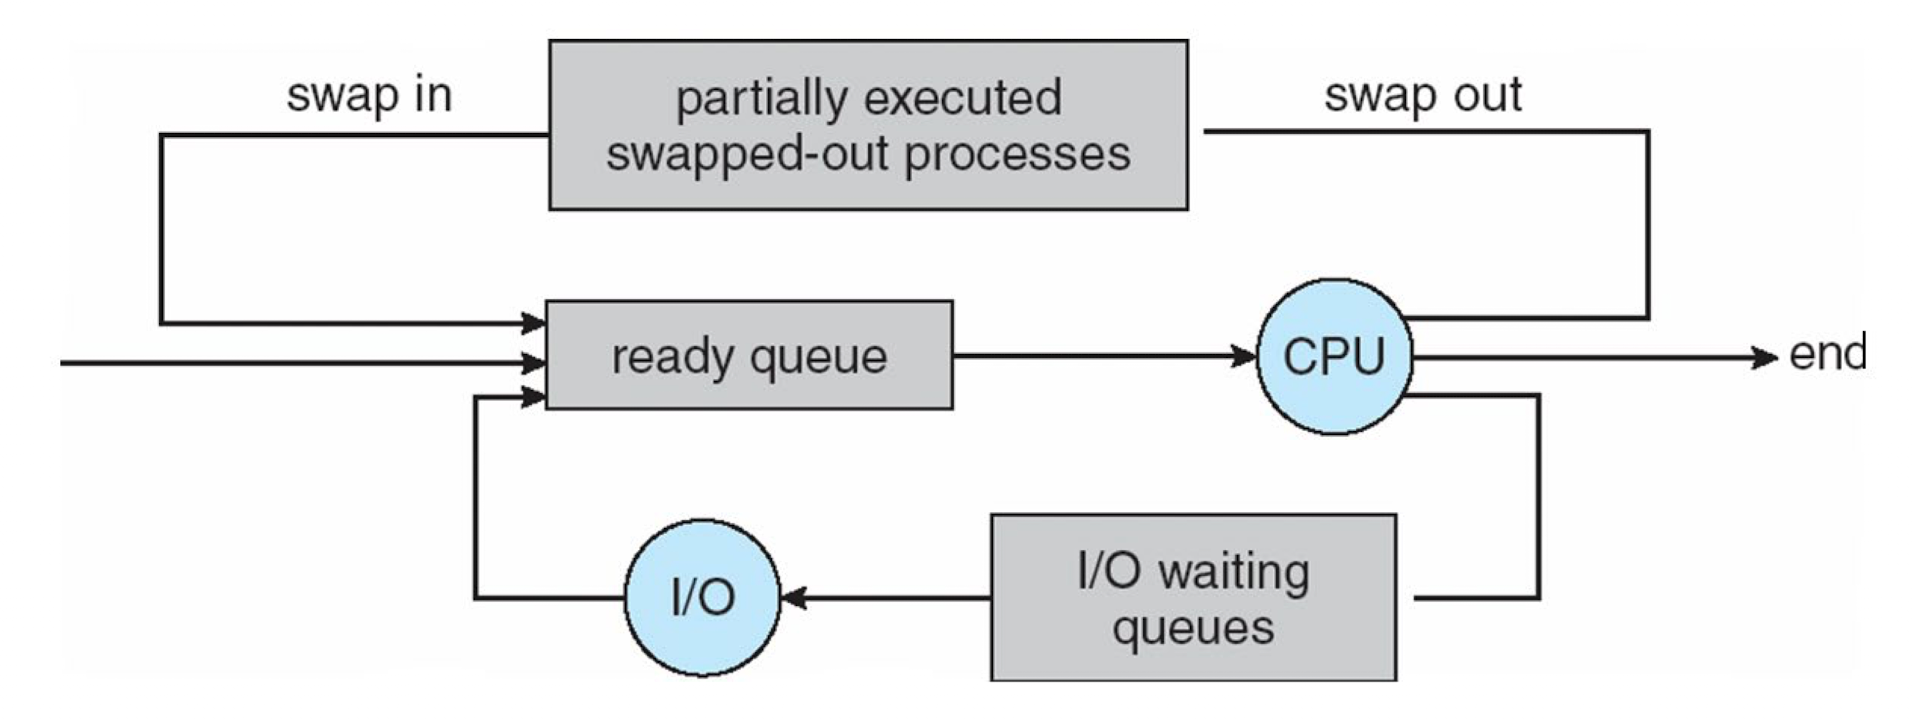 swap in
partially executed
swapped-out processes
swap out
ready queue
CPU
end
I/O
I/O waiting
queues